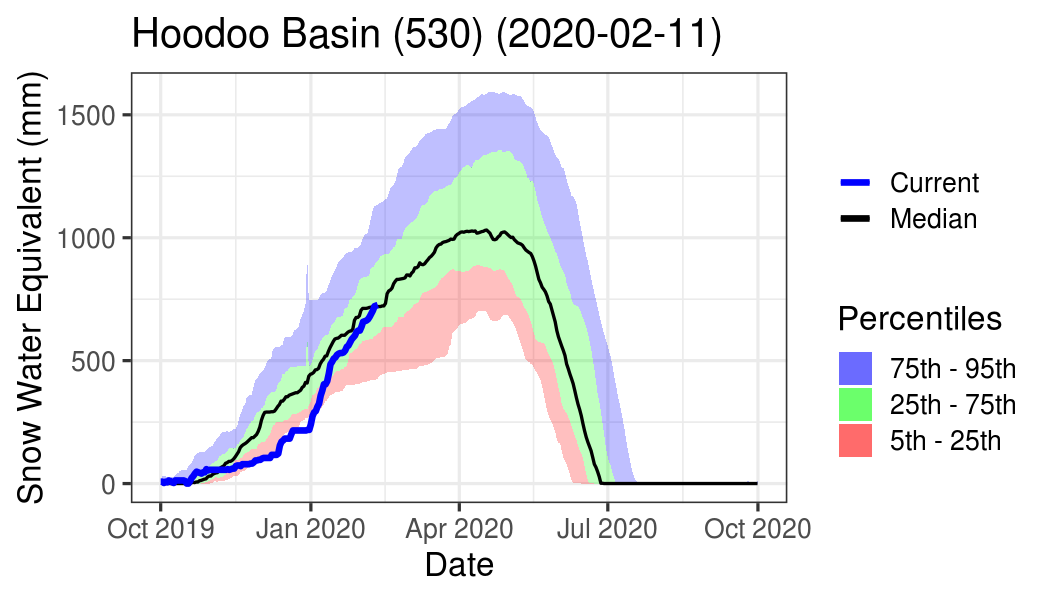 Hoodoo Basin (530) (2020-02-11)
Snow Water Equivalent (mm)
1500
1000
500
0
Oct 2019
Jan 2020
Apr 2020
Jul 2020
Oct 2020
Date
Current
Median
Percentiles
75th - 95th
25th - 75th
5th - 25th